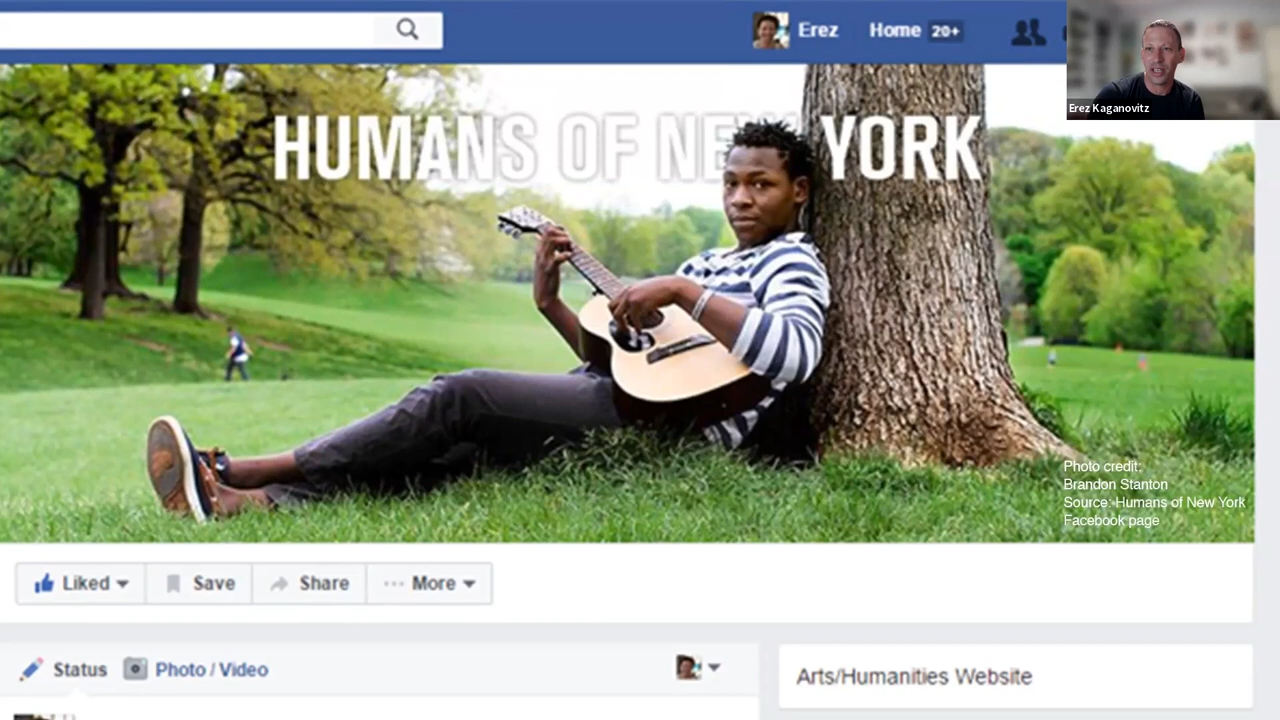 Erez
Home 20+
Erez Kaganovitz
HUMANS OF NEW YORK
Photo credit:
Brandon Stanton
Source: Humans of New York
Facebook page
Liked
Save
Share
More
Status
Photo / Video
Arts/Humanities Website